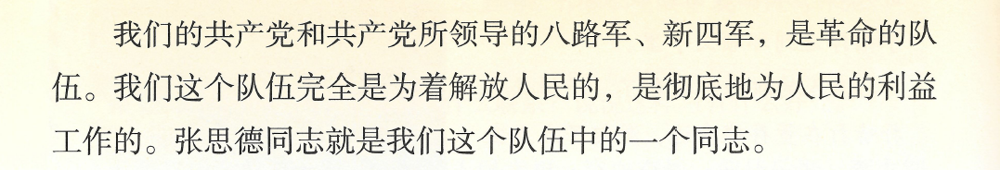 我们的共产党和共产党所领导的八路军、新四军，是革命的队
伍。我们这个队伍完全是为着解放人民的，是彻底地为人民的利益
工作的。张思德同志就是我们这个队伍中的一个同志。